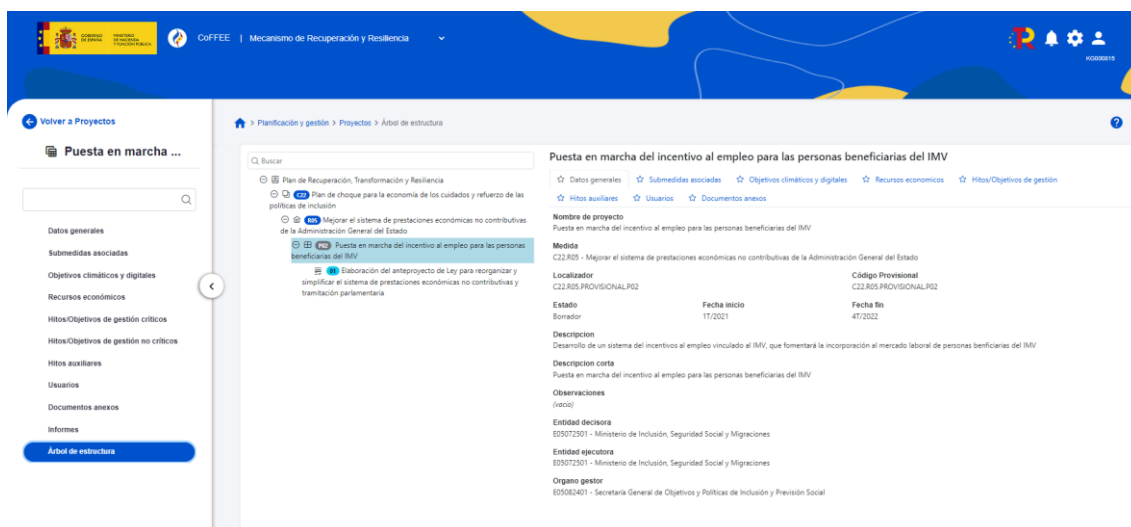 GOBIERNO DE ESPAÑA
MINISTERIO DE HACIENDA Y FUNCIÓN PÚBLICA
CoFFEE | Mecanismo de Recuperación y Resiliencia
KG000815
Volver a Proyectos
Puesta en marcha ...
Datos generales
Submedidas asociadas
Objetivos climáticos y digitales
Recursos económicos
Hitos/Objetivos de gestión críticos
Hitos/Objetivos de gestión no críticos
Hitos auxiliares
Usuarios
Documentos anexos
Informes
Árbol de estructura
> Planificación y gestión > Proyectos > Árbol de estructura
Buscar
Plan de Recuperación, Transformación y Resiliencia
C22 Plan de choque para la economía de los cuidados y refuerzo de las
políticas de inclusión
R05 Mejorar el sistema de prestaciones económicas no contributivas
de la Administración General del Estado
P02 Puesta en marcha del incentivo al empleo para las personas
beneficiarias del IMV
01 Elaboración del anteproyecto de Ley para reorganizar y
simplificar el sistema de prestaciones económicas no contributivas y
tramitación parlamentaria
Puesta en marcha del incentivo al empleo para las personas beneficiarias del IMV
Datos generales Submedidas asociadas Objetivos climáticos y digitales Recursos economicos Hitos/Objetivos de gestión
Hitos auxiliares Usuarios Documentos anexos
Nombre de proyecto
Puesta en marcha del incentivo al empleo para las personas beneficiarias del IMV
Medida
C22.R05 - Mejorar el sistema de prestaciones económicas no contributivas de la Administración General del Estado
Localizador Código Provisional
C22.R05.PROVISIONAL.P02 C22.R05.PROVISIONAL.P02
Estado Fecha inicio Fecha fin
Borrador 1T/2021 4T/2022
Descripcion
Desarrollo de un sistema del incentivos al empleo vinculado al IMV, que fomentará la incorporación al mercado laboral de personas benficiarias del IMV
Descripcion corta
Puesta en marcha del incentivo al empleo para las personas beneficiarias del IMV
Observaciones
(vacio)
Entidad decisora
E05072501 - Ministerio de Inclusión, Seguridad Social y Migraciones
Entidad ejecutora
E05072501 - Ministerio de Inclusión, Seguridad Social y Migraciones
Organo gestor
E05082401 - Secretaría General de Objetivos y Políticas de Inclusión y Previsión Social